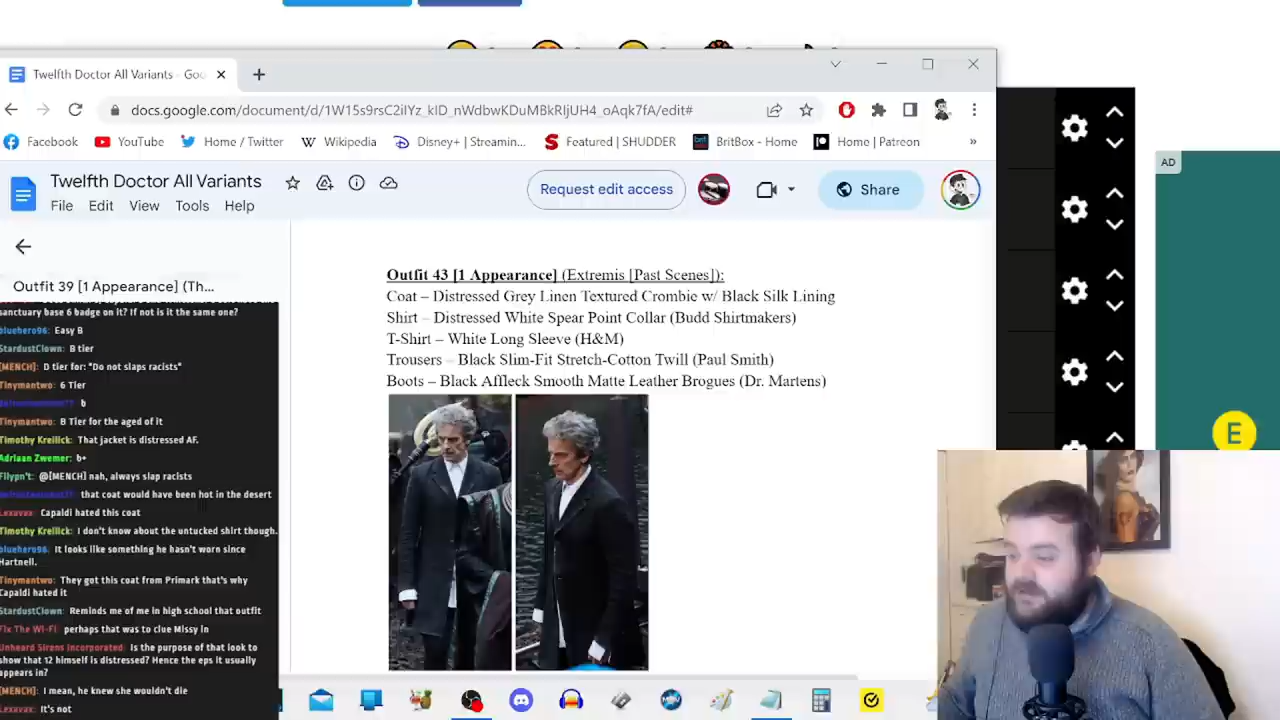 Twelfth Doctor All Variants - Goo
docs.google.com/document/d/
Facebook
YouTube
Home / Twitter
Wikipedia
Disney+ | Streamin...
Featured | SHUDDER
BritBox - Home
Home | Patreon
»
AD
Twelfth Doctor All Variants
Request edit access
Share
File Edit View Tools Help
Outfit 39 [1 Appearance] (Th...
Outfit 43 [1 Appearance] (Extremis [Past Scenes]):
Coat – Distressed Grey Linen Textured Crombie w/ Black Silk Lining
Shirt – Distressed White Spear Point Collar (Budd Shirtmakers)
T-Shirt – White Long Sleeve (H&M)
Trousers – Black Slim-Fit Stretch-Cotton Twill (Paul Smith)
Boots – Black Affleck Smooth Matte Leather Brogues (Dr. Martens)
sanctuary base 6 badge on it? If not is it the same one?
bluehero96: Easy B
StardustClown: B tier
[MENCH]: D tier for: "Do not slaps racists"
Tinymantwo: 6 Tier
b
Tinymantwo: B Tier for the aged of it
Timothy Krellick: That jacket is distressed AF.
Adriaan Zwemer: b+
Fllypn't: @[MENCH] nah, always slap racists
that coat would have been hot in the desert
Lexavax: Capaldi hated this coat
Timothy Krellick: I don't know about the untucked shirt though.
bluehero96: It looks like something he hasn't worn since
Hartnell.
Tinymantwo: They got this coat from Primark that's why
Capaldi hated it
StardustClown: Reminds me of me in high school that outfit
Fix The Wi-Fi: perhaps that was to clue Missy in
Unheard Sirens Incorporated: Is the purpose of that look to
show that 12 himself is distressed? Hence the eps it usually
appears in?
[MENCH]: I mean, he knew she wouldn't die
Lexavax: It's not
E